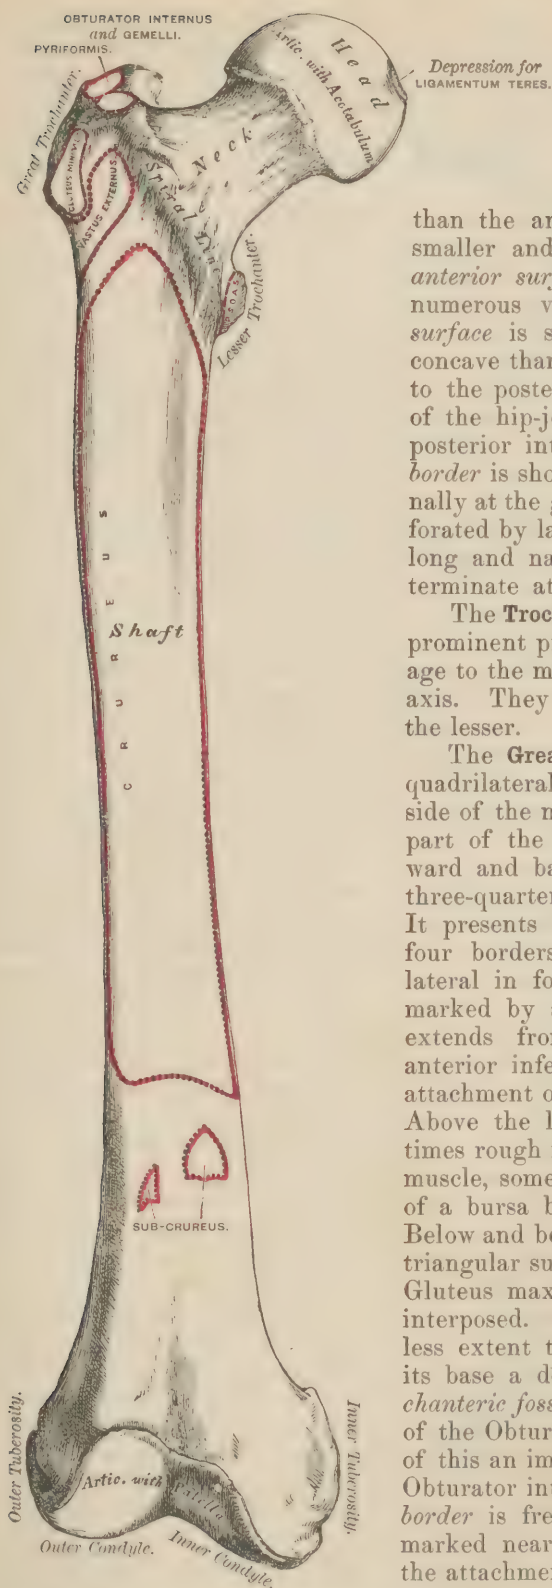 OBTURATOR INTERNUS
and GEMELLI.
PYRIFORMIS.
Great Trochanter.
GLUTEUS MINIMUS
VASTUS EXTERNUS
Head
Artic. with Acetabulum
Depression for
LIGAMENTUM TERES.
Neck
Spiral Line
PSOAS
Lesser Trochanter.
Shaft
CRUREUS
SUB-CRUREUS.
Outer Tuberosity.
Inner Tuberosity.
Artic. with Patella
Outer Condyle.
Inner Condyle.
than the an
smaller and
anterior sur
numerous v
surface is s
concave than
to the poste
of the hip-j
posterior int
border is sho
nally at the g
forated by la
long and na
terminate at
The Troc
prominent p
age to the m
axis. They
the lesser.
The Grea
quadrilateral
side of the n
part of the
ward and ba
three-quarter
It presents
four borders
lateral in fo
marked by a
extends fro
anterior infe
attachment o
Above the l
times rough
muscle, some
of a bursa b
Below and be
triangular su
Gluteus max
interposed.
less extent t
its base a d
chanteric foss
of the Obtur
of this an im
Obturator int
border is fre
marked near
the attachme